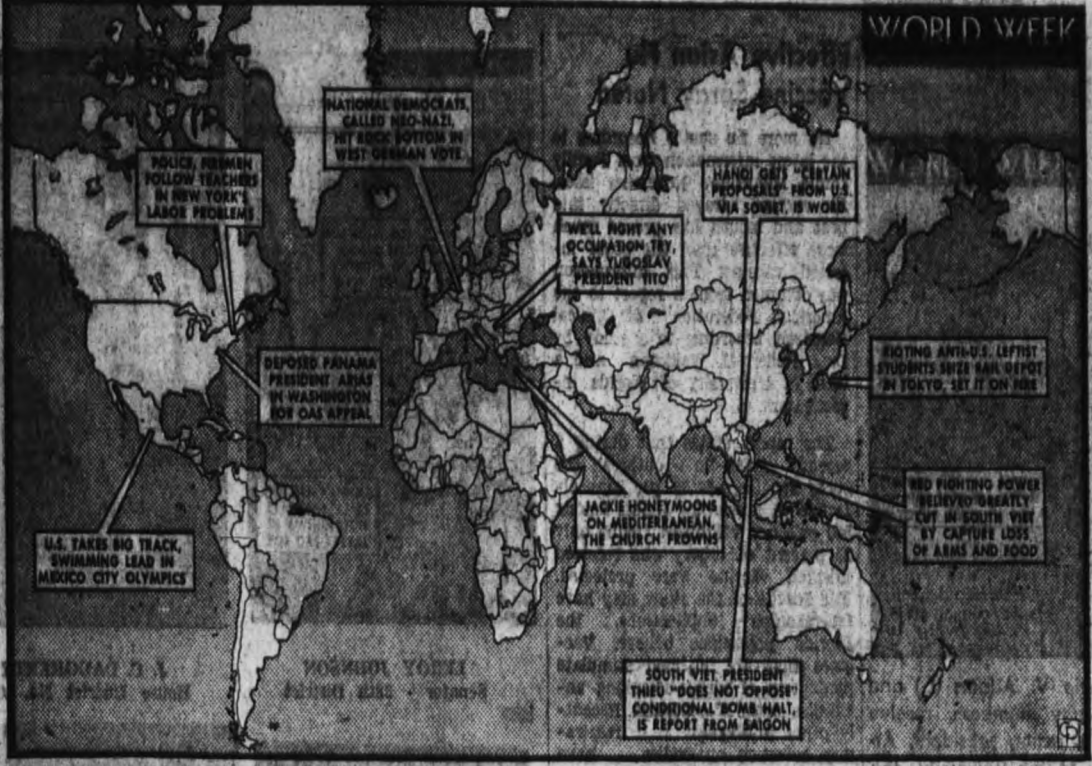 WORLD WEEK
NATIONAL DEMOCRATS,
CALLED NEO-NAZI,
HIT ROCK BOTTOM IN
WEST GERMAN VOTE
POLICE, FIREMEN
FOLLOW TEACHERS
IN NEW YORK'S
LABOR PROBLEMS
HANOI GETS "CERTAIN
PROPOSALS" FROM U.S.
VIA SOVIET, IS WORD.
WE'LL FIGHT ANY
OCCUPATION TRY,
SAYS YUGOSLAV
PRESIDENT TITO
DEPOSED PANAMA
PRESIDENT ARIAS
IN WASHINGTON
FOR OAS APPEAL
RIOTING ANTI-U.S. LEFTIST
STUDENTS SEIZE RAIL DEPOT
IN TOKYO, SET IT ON FIRE
U.S. TAKES BIG TRACK,
SWIMMING LEAD IN
MEXICO CITY OLYMPICS
JACKIE HONEYMOONS
ON MEDITERRANEAN,
THE CHURCH FROWNS
RED FIGHTING POWER
BELIEVED GREATLY
CUT IN SOUTH VIET
BY CAPTURE LOSS
OF ARMS AND FOOD
SOUTH VIET PRESIDENT
THIEU "DOES NOT OPPOSE"
CONDITIONAL BOMB HALT,
IS REPORT FROM SAIGON
LEROY JOHNSON
Senator - 38th District
J. C. DAUGHERTY